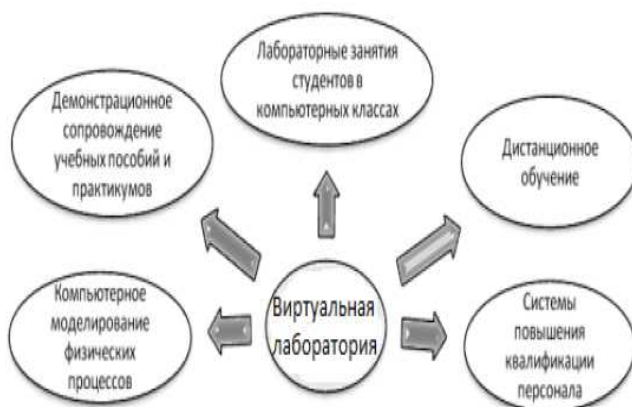 Лабораторные занятия
студентов в
компьютерных классах
Демонстрационное
сопровождение
учебных пособий и
практикумов
Дистанционное
обучение
Компьютерное
моделирование
физических
процессов
Виртуальная
лаборатория
Системы
повышения
квалификации
персонала